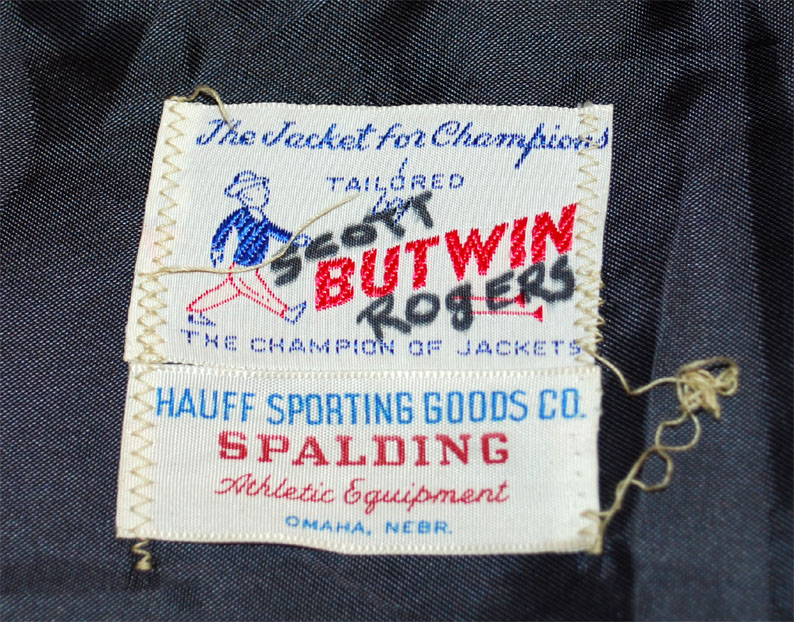 The Jacket for Champions
TAILORED
by
SCOTT
BUTWIN
ROGERS
THE CHAMPION OF JACKETS
HAUFF SPORTING GOODS CO.
SPALDING
Athletic Equipment
OMAHA, NEBR.